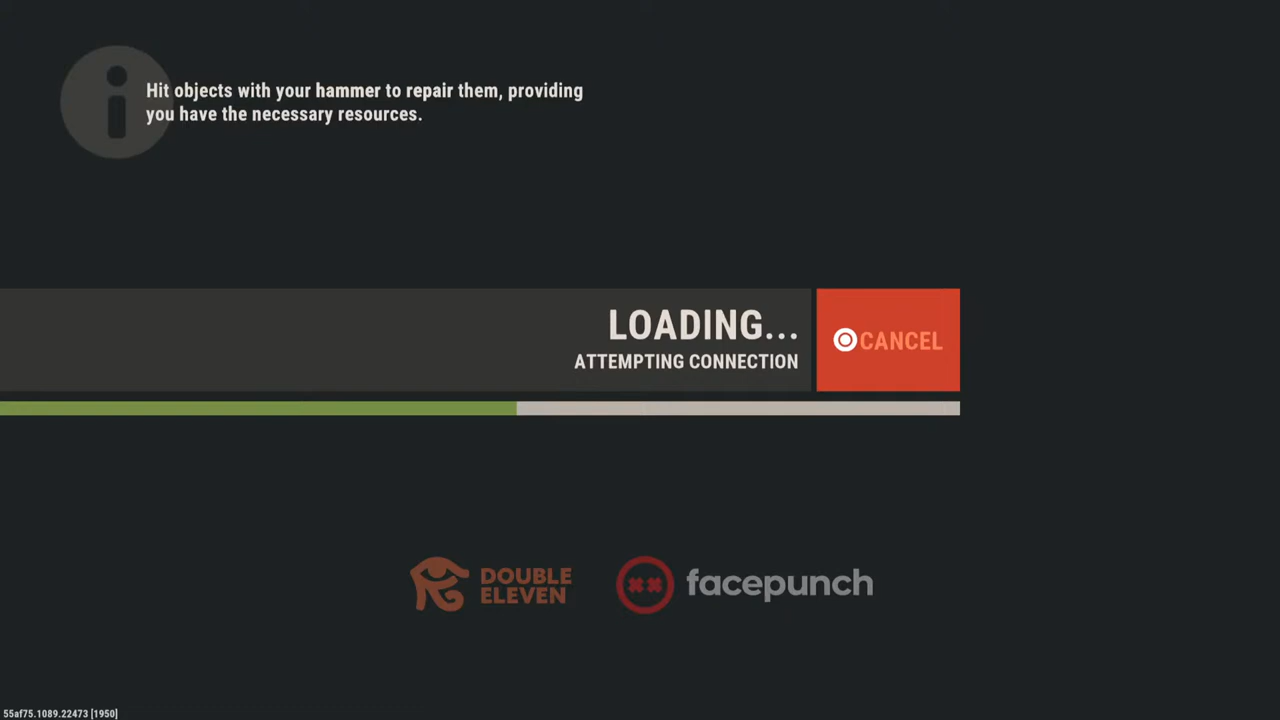 Hit objects with your hammer to repair them, providing
you have the necessary resources.
LOADING...
ATTEMPTING CONNECTION
CANCEL
DOUBLE
ELEVEN
facepunch
55af75.1089.22473 [1950]